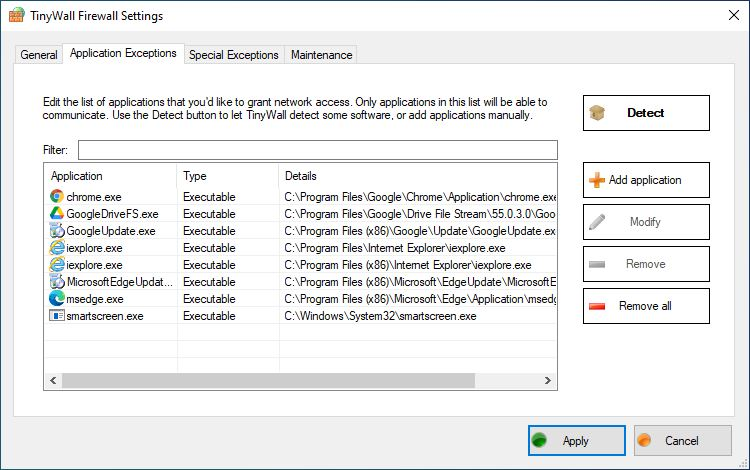 TinyWall Firewall Settings
General Application Exceptions Special Exceptions Maintenance
Edit the list of applications that you'd like to grant network access. Only applications in this list will be able to
communicate. Use the Detect button to let TinyWall detect some software, or add applications manually.
Detect
Filter:
Application Type Details
chrome.exe Executable C:\Program Files\Google\Chrome\Application\chrome.exe
GoogleDriveFS.exe Executable C:\Program Files\Google\Drive File Stream\55.0.3.0\Goo
GoogleUpdate.exe Executable C:\Program Files (x86)\Google\Update\GoogleUpdate.ex
iexplore.exe Executable C:\Program Files\Internet Explorer\iexplore.exe
iexplore.exe Executable C:\Program Files (x86)\Internet Explorer\iexplore.exe
MicrosoftEdgeUpdat... Executable C:\Program Files (x86)\Microsoft\EdgeUpdate\MicrosoftE
msedge.exe Executable C:\Program Files (x86)\Microsoft\Edge\Application\msedg
smartscreen.exe Executable C:\Windows\System32\smartscreen.exe
Add application
Modify
Remove
Remove all
Apply
Cancel